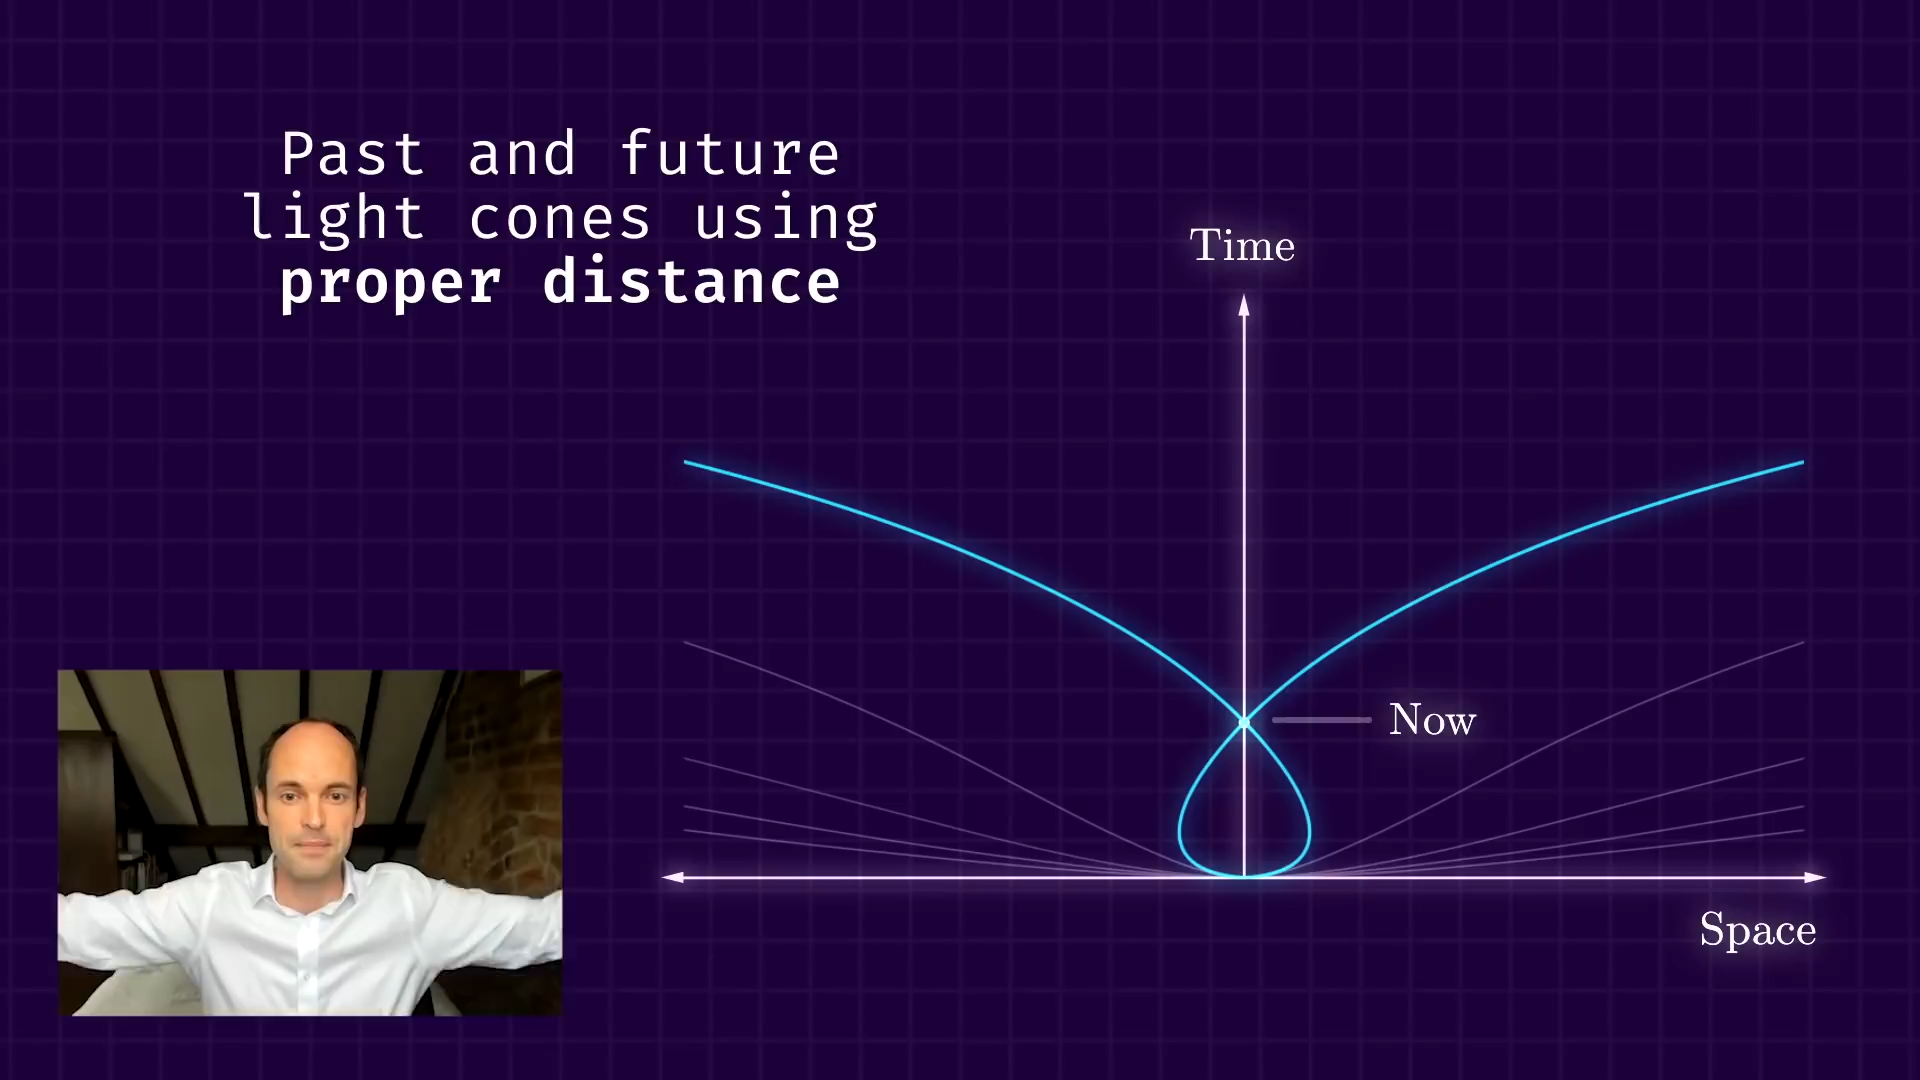 Past and future
light cones using
proper distance
Time
Now
Space